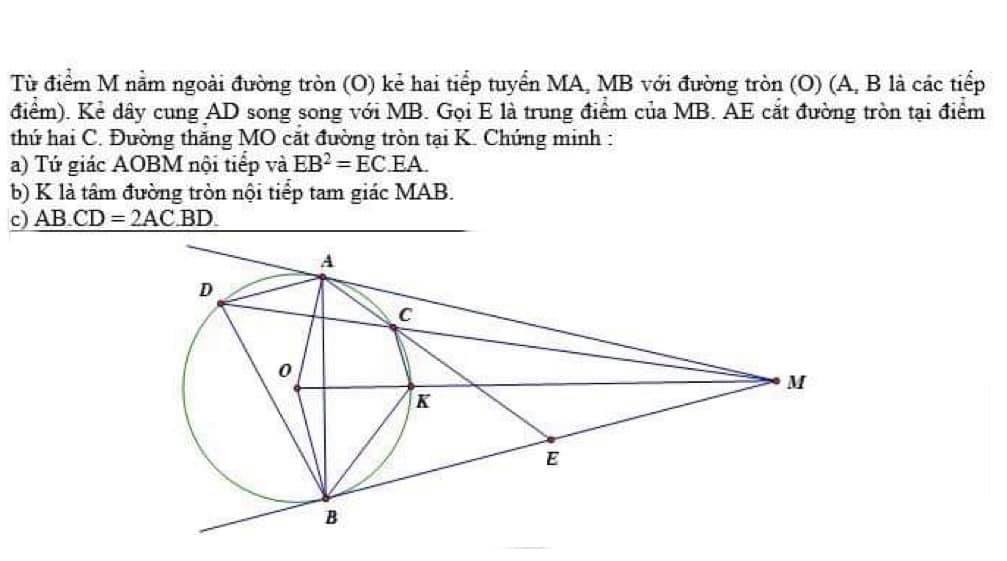 Từ điểm M nằm ngoài đường tròn (O) kẻ hai tiếp tuyến MA, MB với đường tròn (O) (A, B là các tiếp
điểm). Kẻ dây cung AD song song với MB. Gọi E là trung điểm của MB. AE cắt đường tròn tại điểm
thứ hai C. Đường thẳng MO cắt đường tròn tại K. Chứng minh :
a) Tứ giác AOBM nội tiếp và EB² = EC.EA.
b) K là tâm đường tròn nội tiếp tam giác MAB.
c) AB.CD = 2AC.BD.
A
D
C
O
K
M
E
B